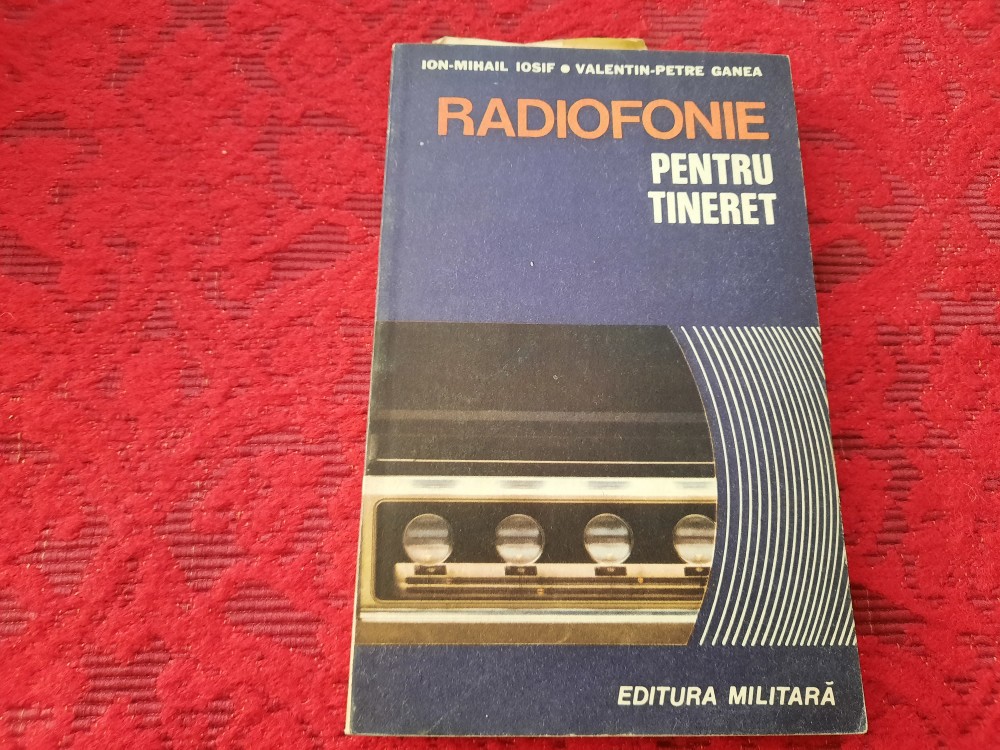 ION-MIHAIL IOSIF • VALENTIN-PETRE GANEA
RADIOFONIE
PENTRU
TINERET
EDITURA MILITARĂ